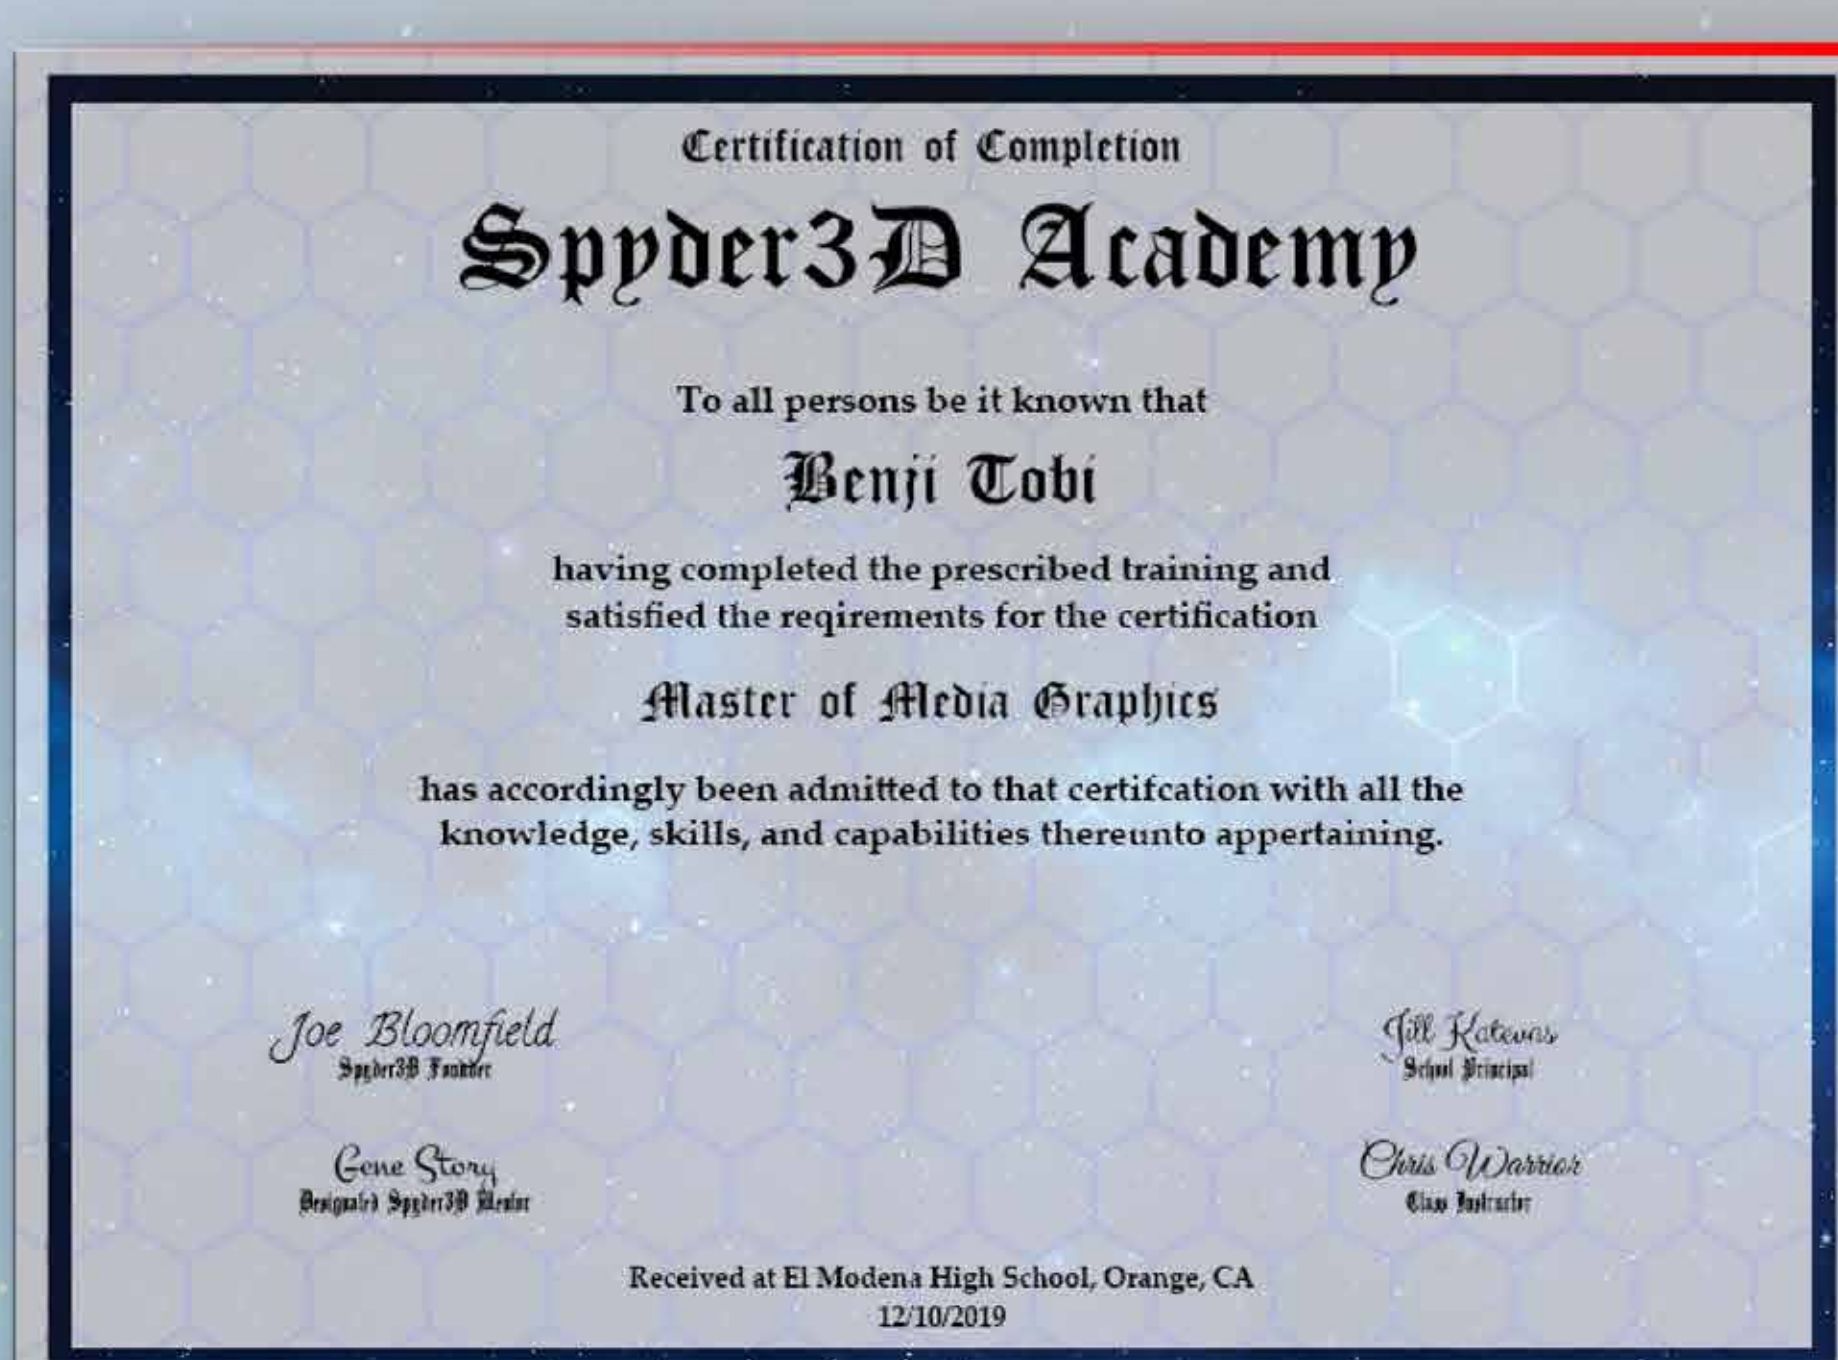 Certification of Completion
Spyder3D Academy
To all persons be it known that
Benji Tobi
having completed the prescribed training and
satisfied the reqirements for the certification
Master of Media Graphics
has accordingly been admitted to that certifcation with all the
knowledge, skills, and capabilities thereunto appertaining.
Joe Bloomfield
Spyder3D Founder
Jill Katevas
School Principal
Gene Story
Designated Spyder3D Mentor
Chris Warrior
Class Instructor
Received at El Modena High School, Orange, CA
12/10/2019